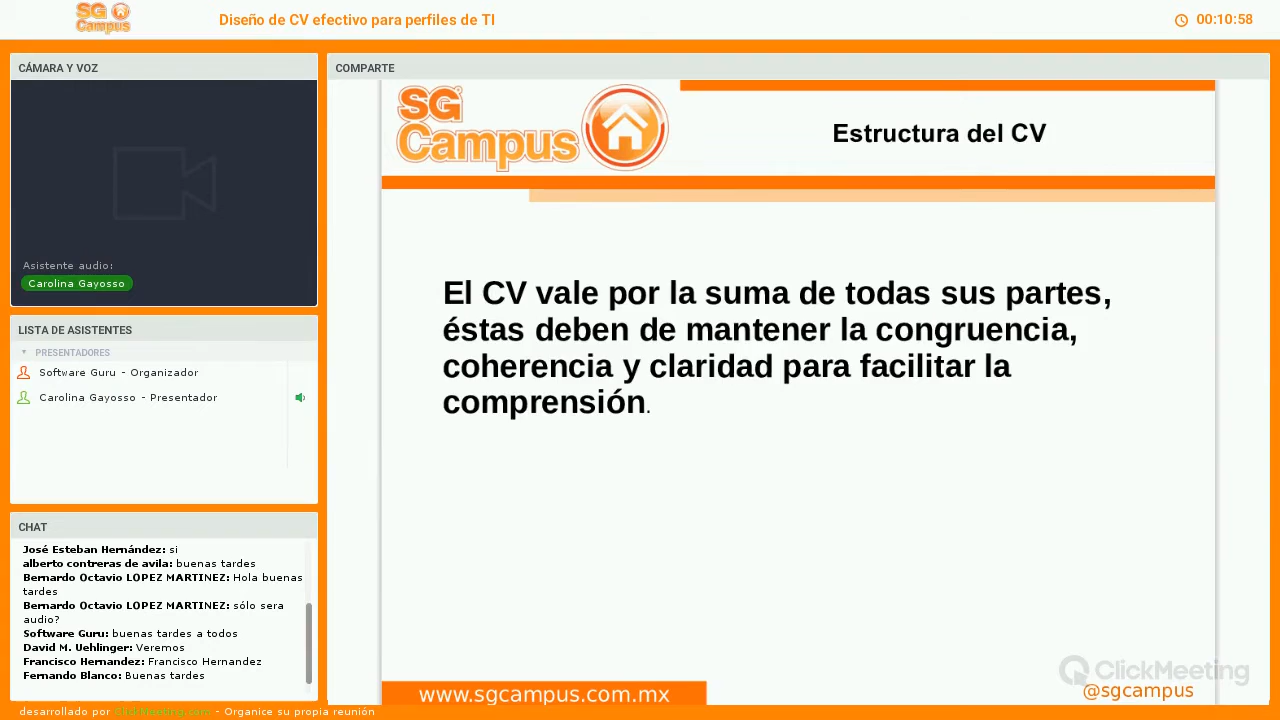 SG Campus
Diseño de CV efectivo para perfiles de TI
00:10:58
CÁMARA Y VOZ
Asistente audio:
Carolina Gayosso
LISTA DE ASISTENTES
PRESENTADORES
Software Guru - Organizador
Carolina Gayosso - Presentador
CHAT
José Esteban Hernández: si
alberto contreras de avila: buenas tardes
Bernardo Octavio LOPEZ MARTINEZ: Hola buenas
tardes
Bernardo Octavio LOPEZ MARTINEZ: sólo sera
audio?
Software Guru: buenas tardes a todos
David M. Uehlinger: Veremos
Francisco Hernandez: Francisco Hernandez
Fernando Blanco: Buenas tardes
COMPARTE
SG
Campus
Estructura del CV
El CV vale por la suma de todas sus partes,
éstas deben de mantener la congruencia,
coherencia y claridad para facilitar la
comprensión.
www.sgcampus.com.mx
ClickMeeting
@sgcampus
desarrollado por ClickMeeting.com - Organice su propia reunión